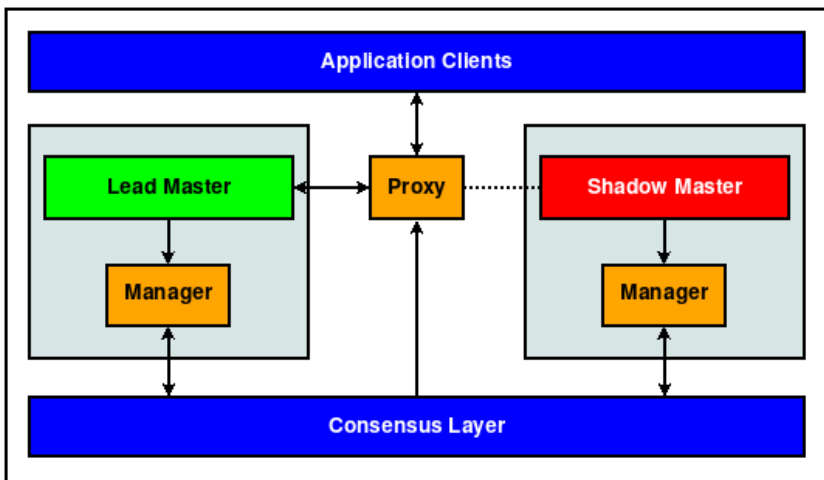 Application Clients
Lead Master
Proxy
Shadow Master
Manager
Manager
Consensus Layer